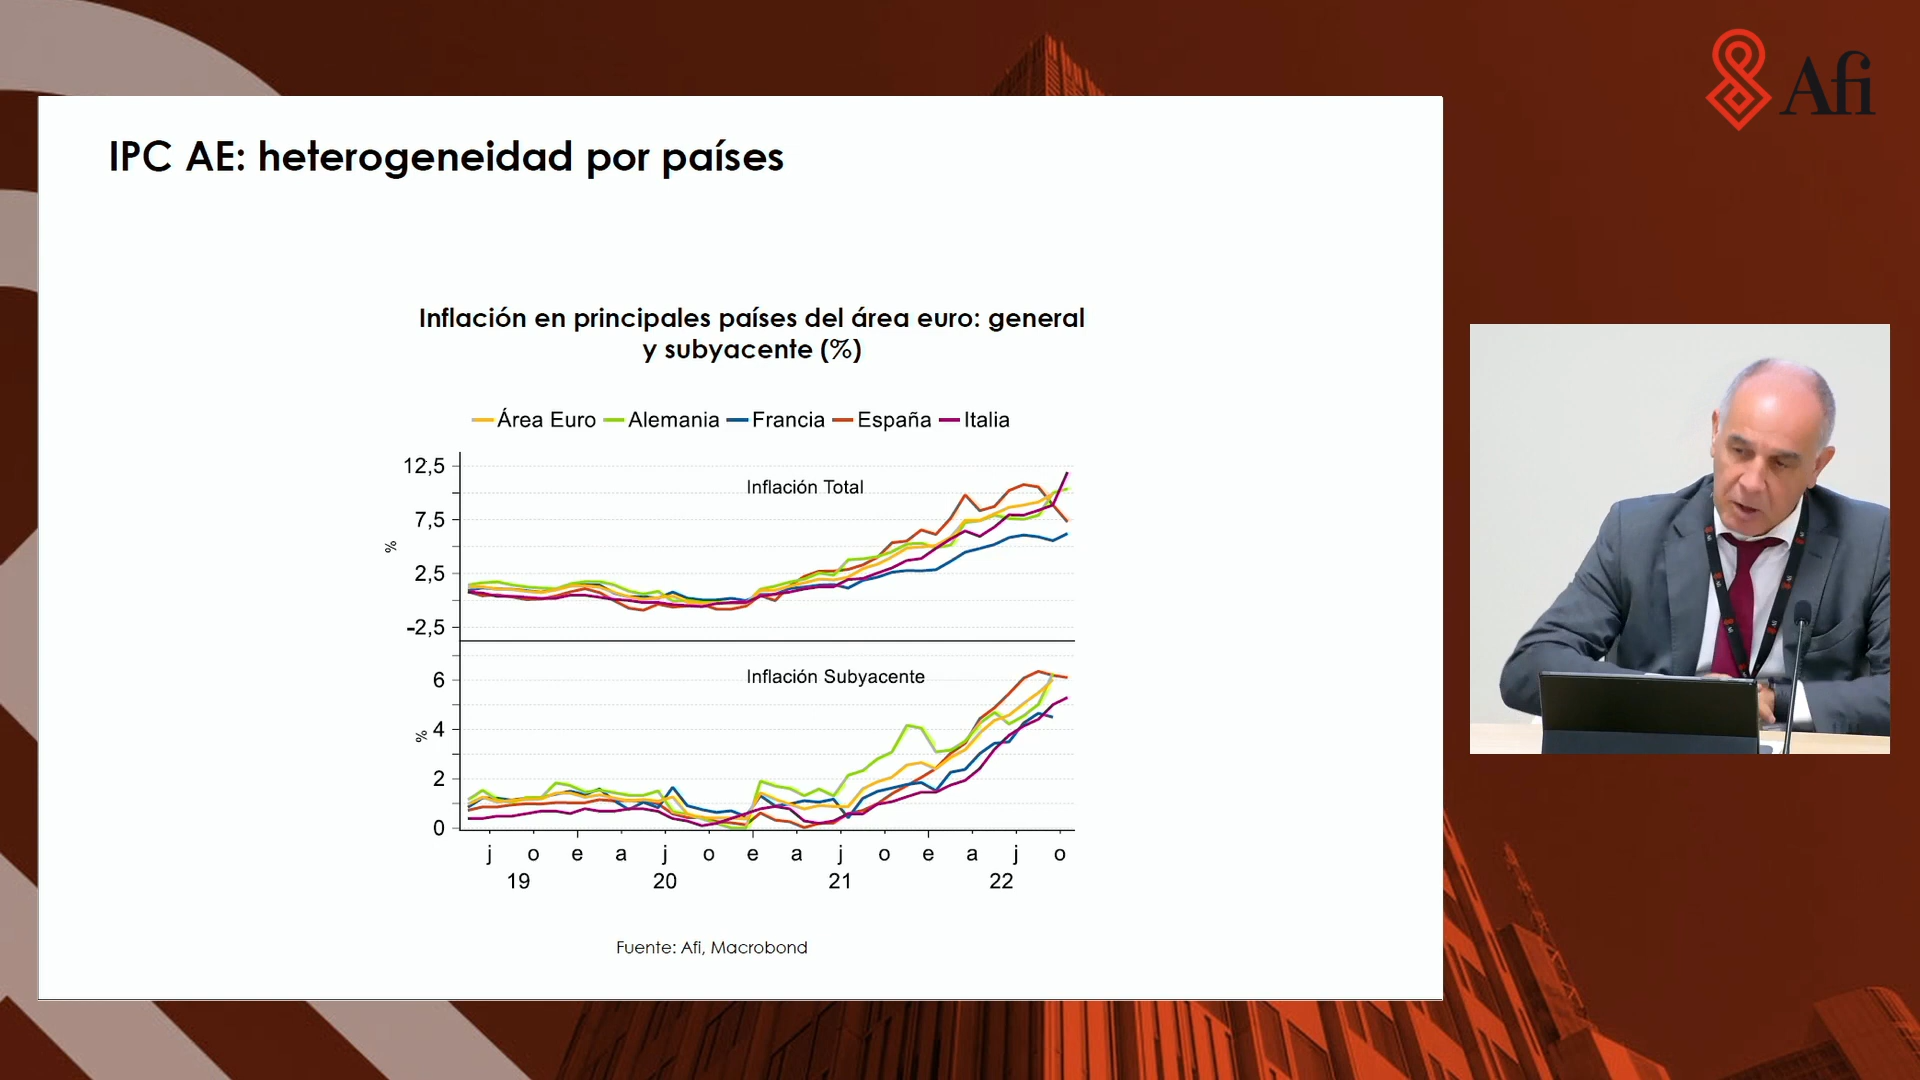 Afi
IPC AE: heterogeneidad por países
Inflación en principales países del área euro: general
y subyacente (%)
Área Euro Alemania Francia España Italia
12,5
7,5
2,5
-2,5
%
Inflación Total
6
4
2
0
%
Inflación Subyacente
j o e a j o e a j o e a j o
19 20 21 22
Fuente: Afi, Macrobond